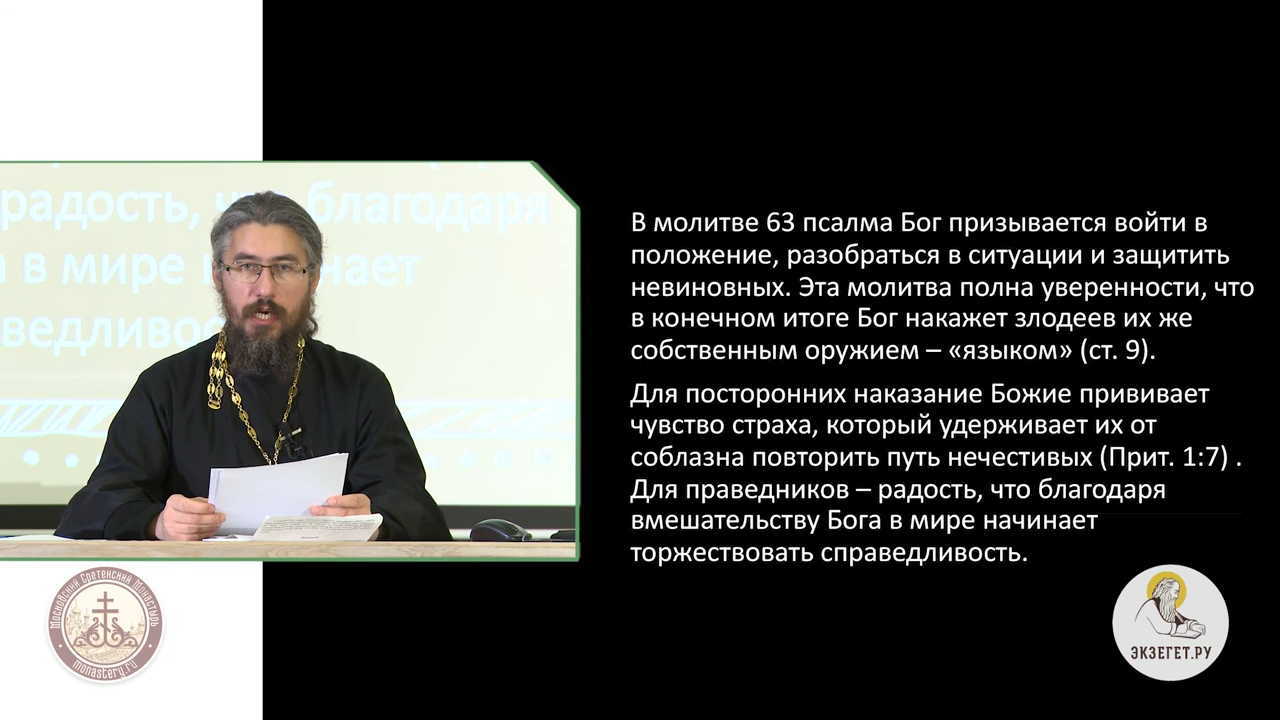 радость, ч благодаря
а в мире начинает
ведливос
В молитве 63 псалма Бог призывается войти в
положение, разобраться в ситуации и защитить
невиновных. Эта молитва полна уверенности, что
в конечном итоге Бог накажет злодеев их же
собственным оружием – «языком» (ст. 9).
Для посторонних наказание Божие прививает
чувство страха, который удерживает их от
соблазна повторить путь нечестивых (Прит. 1:7) .
Для праведников – радость, что благодаря
вмешательству Бога в мире начинает
торжествовать справедливость.
Московский Сретенский Монастырь
monastery.ru
ЭКЗЕГЕТ.РУ